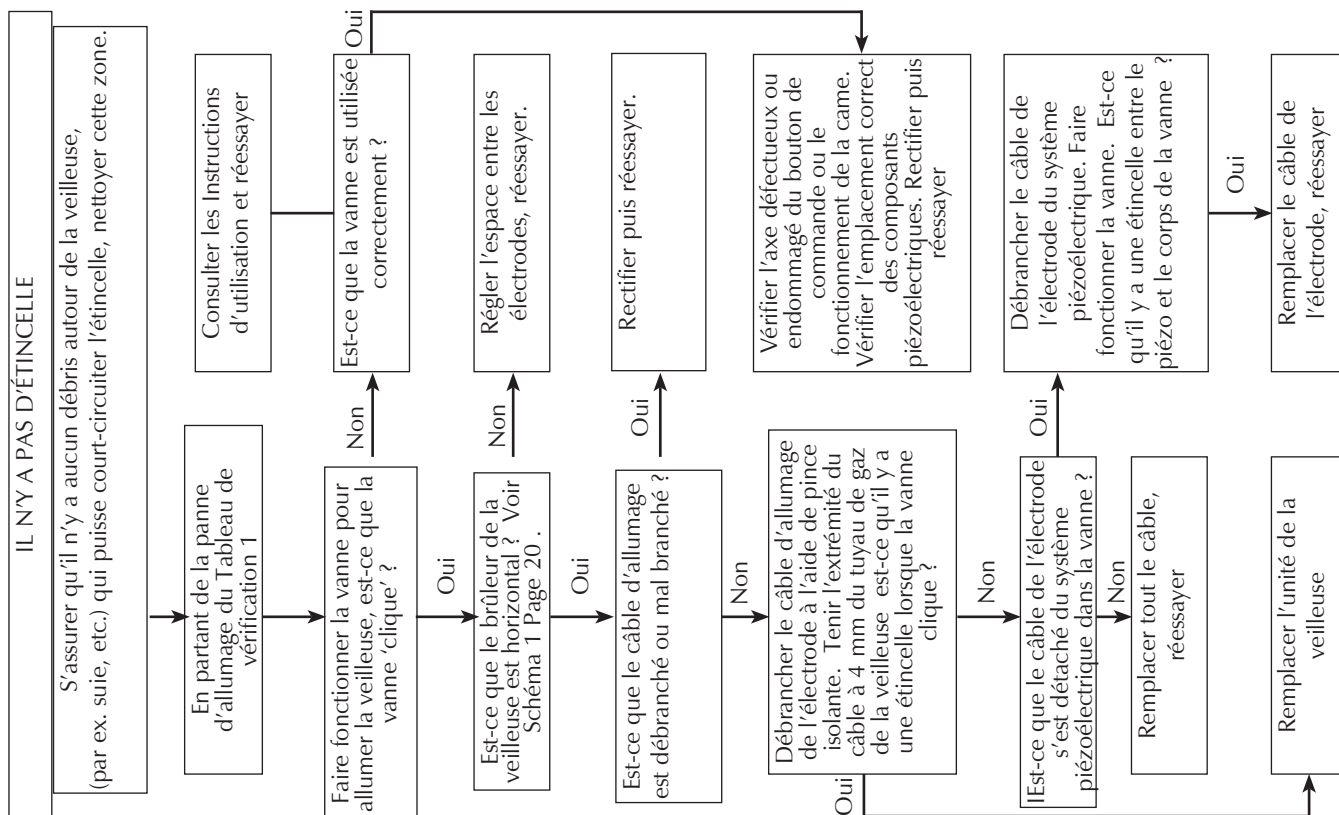 IL N'Y A PAS D'ÉTINCELLE
S'assurer qu'il n'y a aucun débris autour de la veilleuse,
(par ex. suie, etc.) qui puisse court-circuiter l'étincelle, nettoyer cette zone.
En partant de la panne
d'allumage du Tableau de
vérification 1
Consulter les Instructions
d'utilisation et réessayer
Faire fonctionner la vanne pour
allumer la veilleuse, est-ce que la
vanne 'clique' ?
Non
Est-ce que la vanne est utilisée
correctement ?
Oui
Oui
Est-ce que le brûleur de la
veilleuse est horizontal ? Voir
Schéma 1 Page 20 .
Non
Régler l'espace entre les
électrodes, réessayer.
Oui
Est-ce que le câble d'allumage
est débranché ou mal branché ?
Oui
Rectifier puis réessayer.
Non
Débrancher le câble d'allumage
de l'électrode à l'aide de pince
isolante. Tenir l'extrémité du
câble à 4 mm du tuyau de gaz
de la veilleuse est-ce qu'il y a
une étincelle lorsque la vanne
clique ?
Vérifier l'axe défectueux ou
endommagé du bouton de
commande ou le
fonctionnement de la came.
Vérifier l'emplacement correct
des composants
piézoélectriques. Rectifier puis
réessayer
Oui
Non
IEst-ce que le câble de l'électrode
s'est détaché du système
piézoélectrique dans la vanne ?
Oui
Débrancher le câble de
l'électrode du système
piézoélectrique. Faire
fonctionner la vanne. Est-ce
qu'il y a une étincelle entre le
piézo et le corps de la vanne ?
Non
Remplacer tout le câble,
réessayer
Oui
Remplacer l'unité de la
veilleuse
Remplacer le câble de
l'électrode, réessayer